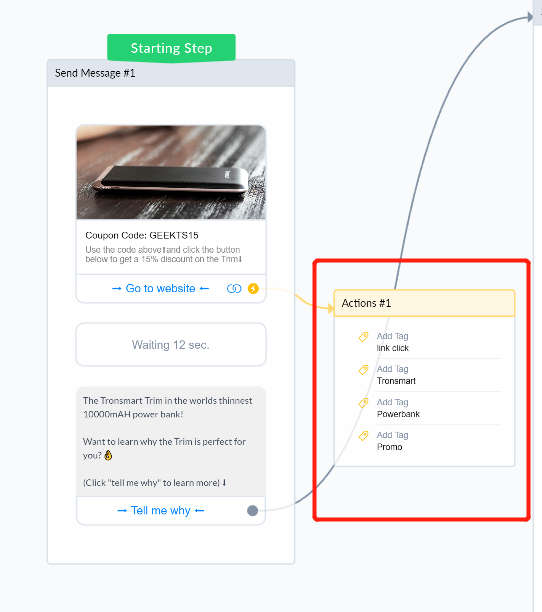 Starting Step
Send Message #1
Coupon Code: GEEKTS15
Use the code above⬆and click the button
below to get a 15% discount on the Trim⬇
→ Go to website ←
Waiting 12 sec.
The Tronsmart Trim in the worlds thinnest
10000mAH power bank!
Want to learn why the Trim is perfect for
you? 👌
(Click "tell me why" to learn more) ⬇
→ Tell me why ←
Actions #1
Add Tag
link click
Add Tag
Tronsmart
Add Tag
Powerbank
Add Tag
Promo